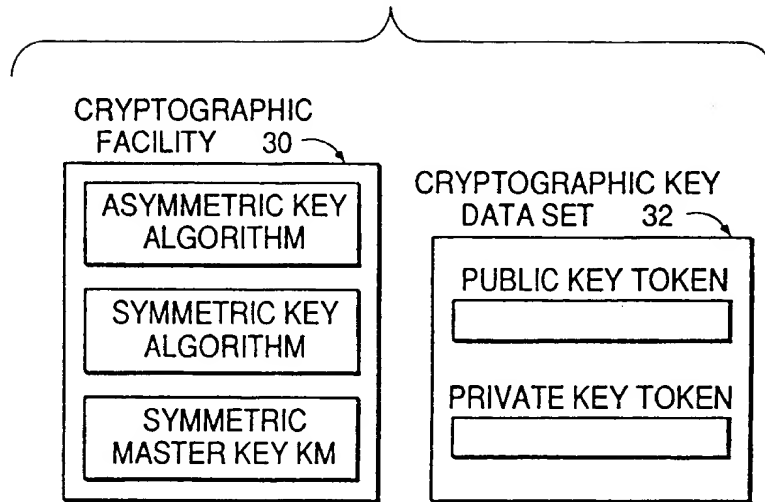 CRYPTOGRAPHIC
FACILITY 30
ASYMMETRIC KEY
ALGORITHM
SYMMETRIC KEY
ALGORITHM
SYMMETRIC
MASTER KEY KM
CRYPTOGRAPHIC KEY
DATA SET 32
PUBLIC KEY TOKEN
PRIVATE KEY TOKEN